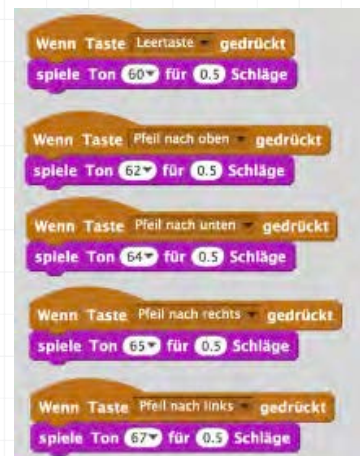 Wenn Taste Leertaste gedrückt
spiele Ton 60 für 0.5 Schläge
Wenn Taste Pfeil nach oben gedrückt
spiele Ton 62 für 0.5 Schläge
Wenn Taste Pfeil nach unten gedrückt
spiele Ton 64 für 0.5 Schläge
Wenn Taste Pfeil nach rechts gedrückt
spiele Ton 65 für 0.5 Schläge
Wenn Taste Pfeil nach links gedrückt
spiele Ton 67 für 0.5 Schläge